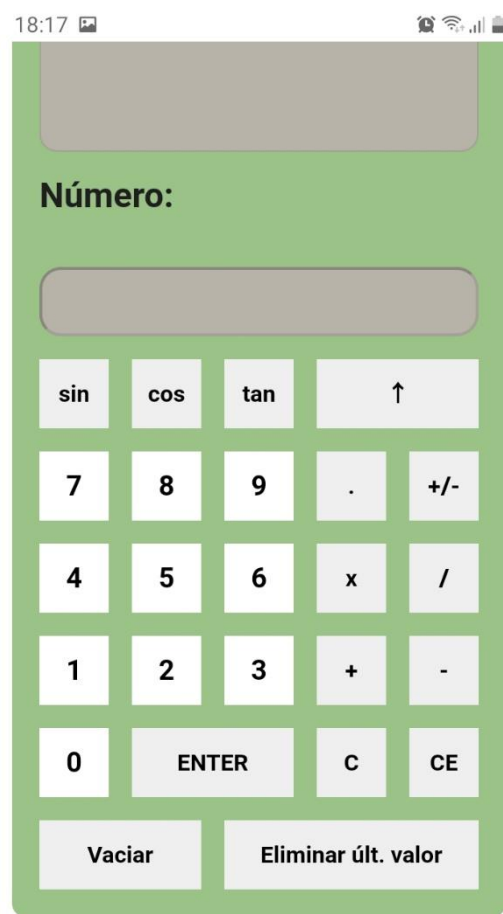 18:17
Número:
sin cos tan ↑
7 8 9 . +/-
4 5 6 x /
1 2 3 + -
0 ENTER C CE
Vaciar Eliminar últ. valor